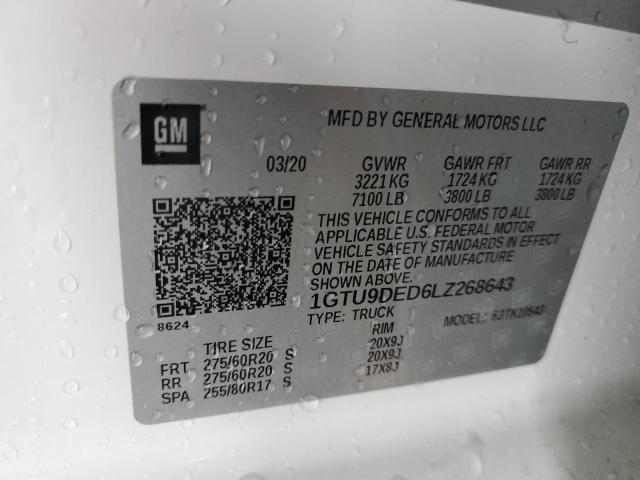 GM
MFD BY GENERAL MOTORS LLC
03/20 GVWR GAWR FRT GAWR RR
3221 KG 1724 KG 1724 KG
7100 LB 3800 LB 3800 LB
THIS VEHICLE CONFORMS TO ALL
APPLICABLE U.S. FEDERAL MOTOR
VEHICLE SAFETY STANDARDS IN EFFECT
ON THE DATE OF MANUFACTURE
SHOWN ABOVE.
1GTU9DED6LZ268643
8624
TYPE: TRUCK MODEL:
TIRE SIZE RIM
FRT 275/60R20 S 20X9J
RR 275/60R20 S 20X9J
SPA 255/80R17 S 17X8J